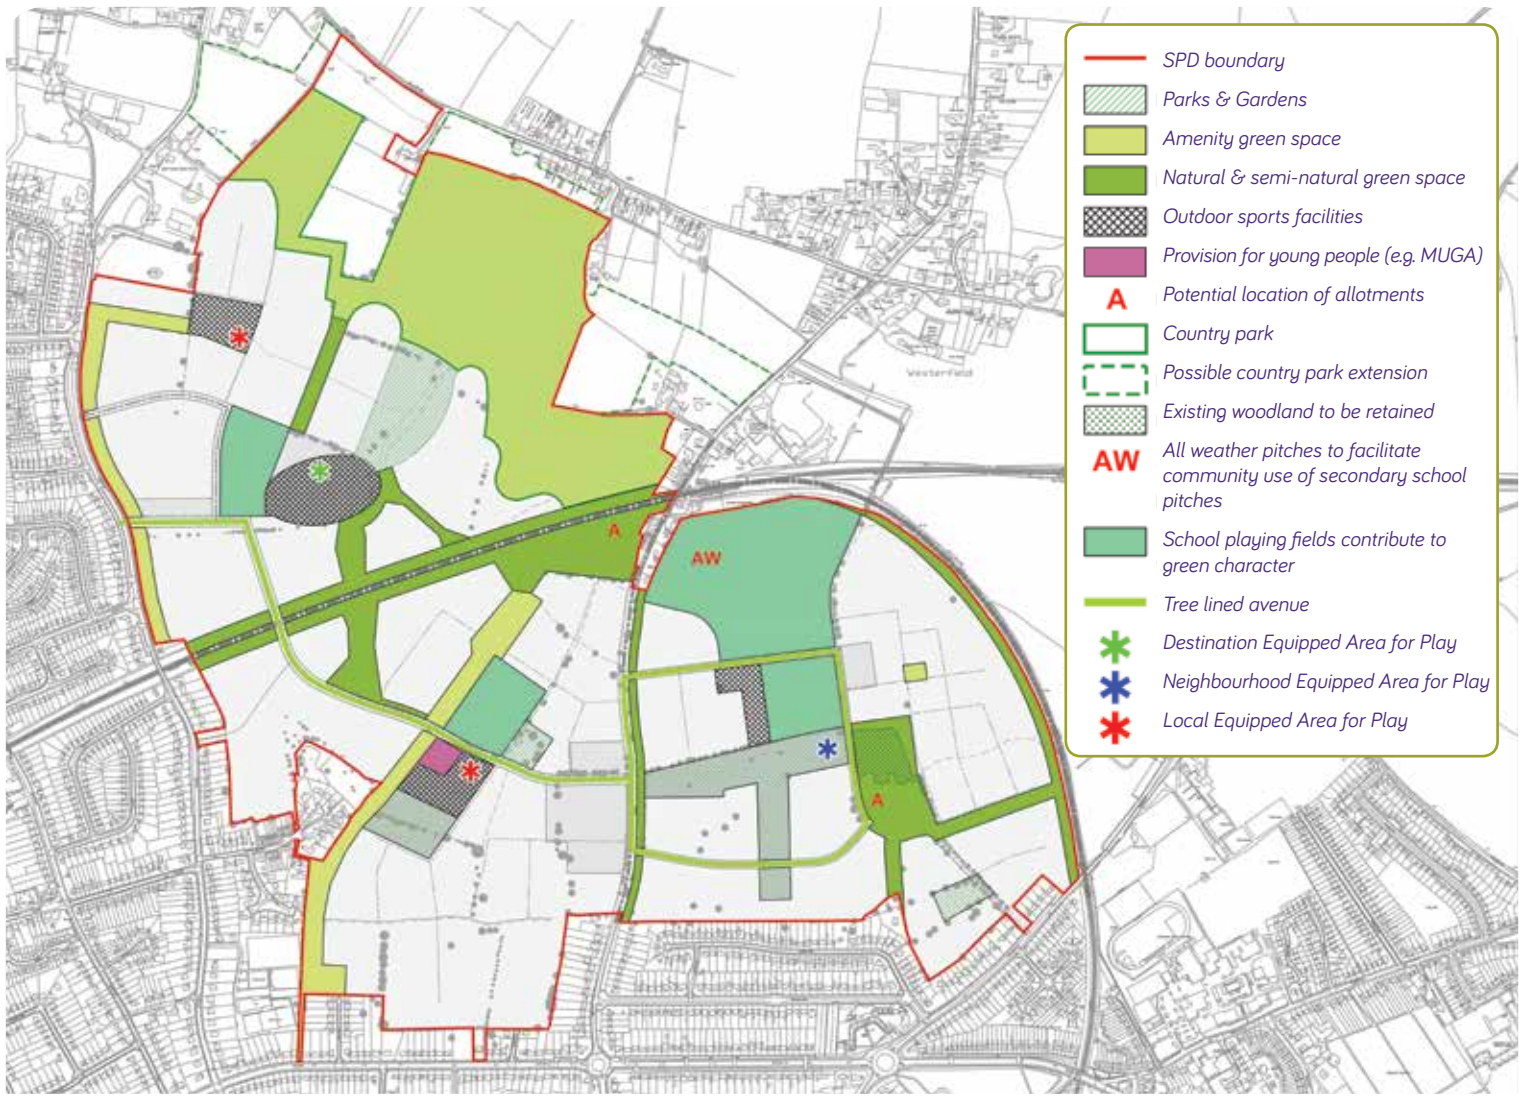 SPD boundary
Parks & Gardens
Amenity green space
Natural & semi-natural green space
Outdoor sports facilities
Provision for young people (e.g. MUGA)
A
Potential location of allotments
Country park
Possible country park extension
Existing woodland to be retained
AW
All weather pitches to facilitate
community use of secondary school
pitches
School playing fields contribute to
green character
Tree lined avenue
Destination Equipped Area for Play
Neighbourhood Equipped Area for Play
Local Equipped Area for Play
Westerfield
A
AW
A